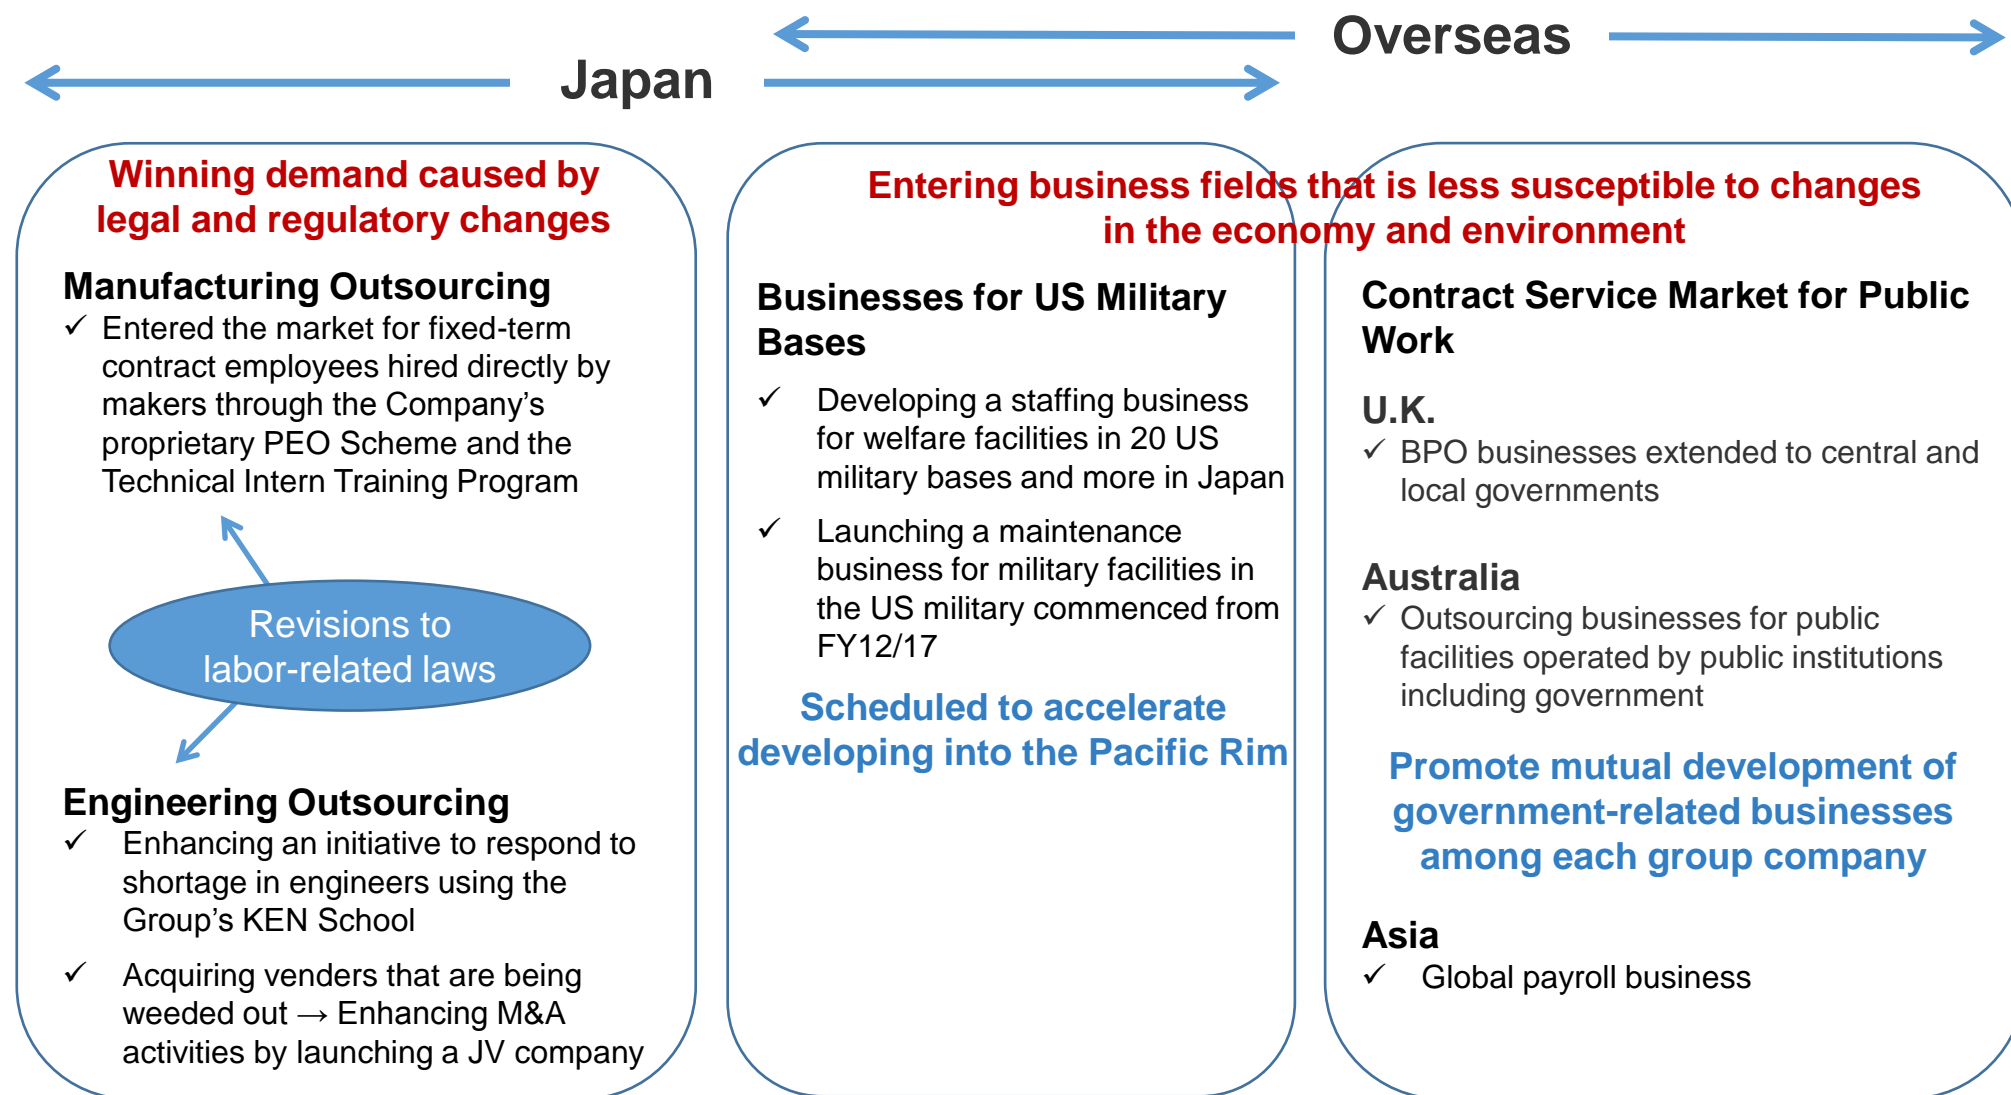 Overseas
Japan
Winning demand caused by
legal and regulatory changes
Manufacturing Outsourcing
✓ Entered the market for fixed-term
contract employees hired directly by
makers through the Company’s
proprietary PEO Scheme and the
Technical Intern Training Program
Revisions to
labor-related laws
Engineering Outsourcing
✓ Enhancing an initiative to respond to
shortage in engineers using the
Group’s KEN School
✓ Acquiring venders that are being
weeded out → Enhancing M&A
activities by launching a JV company
Entering business fields that is less susceptible to changes
in the economy and environment
Businesses for US Military
Bases
✓ Developing a staffing business
for welfare facilities in 20 US
military bases and more in Japan
✓ Launching a maintenance
business for military facilities in
the US military commenced from
FY12/17
Scheduled to accelerate
developing into the Pacific Rim
Contract Service Market for Public
Work
U.K.
✓ BPO businesses extended to central and
local governments
Australia
✓ Outsourcing businesses for public
facilities operated by public institutions
including government
Promote mutual development of
government-related businesses
among each group company
Asia
✓ Global payroll business